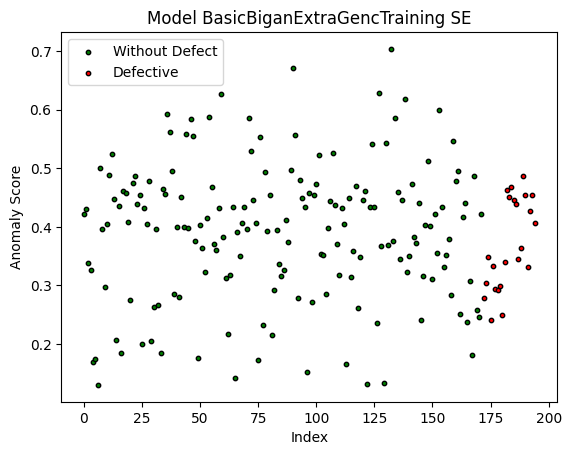 Model BasicBiganExtraGencTraining SE
Without Defect
Defective
0.7
0.6
0.5
0.4
0.3
0.2
Anomaly Score
0 25 50 75 100 125 150 175 200
Index